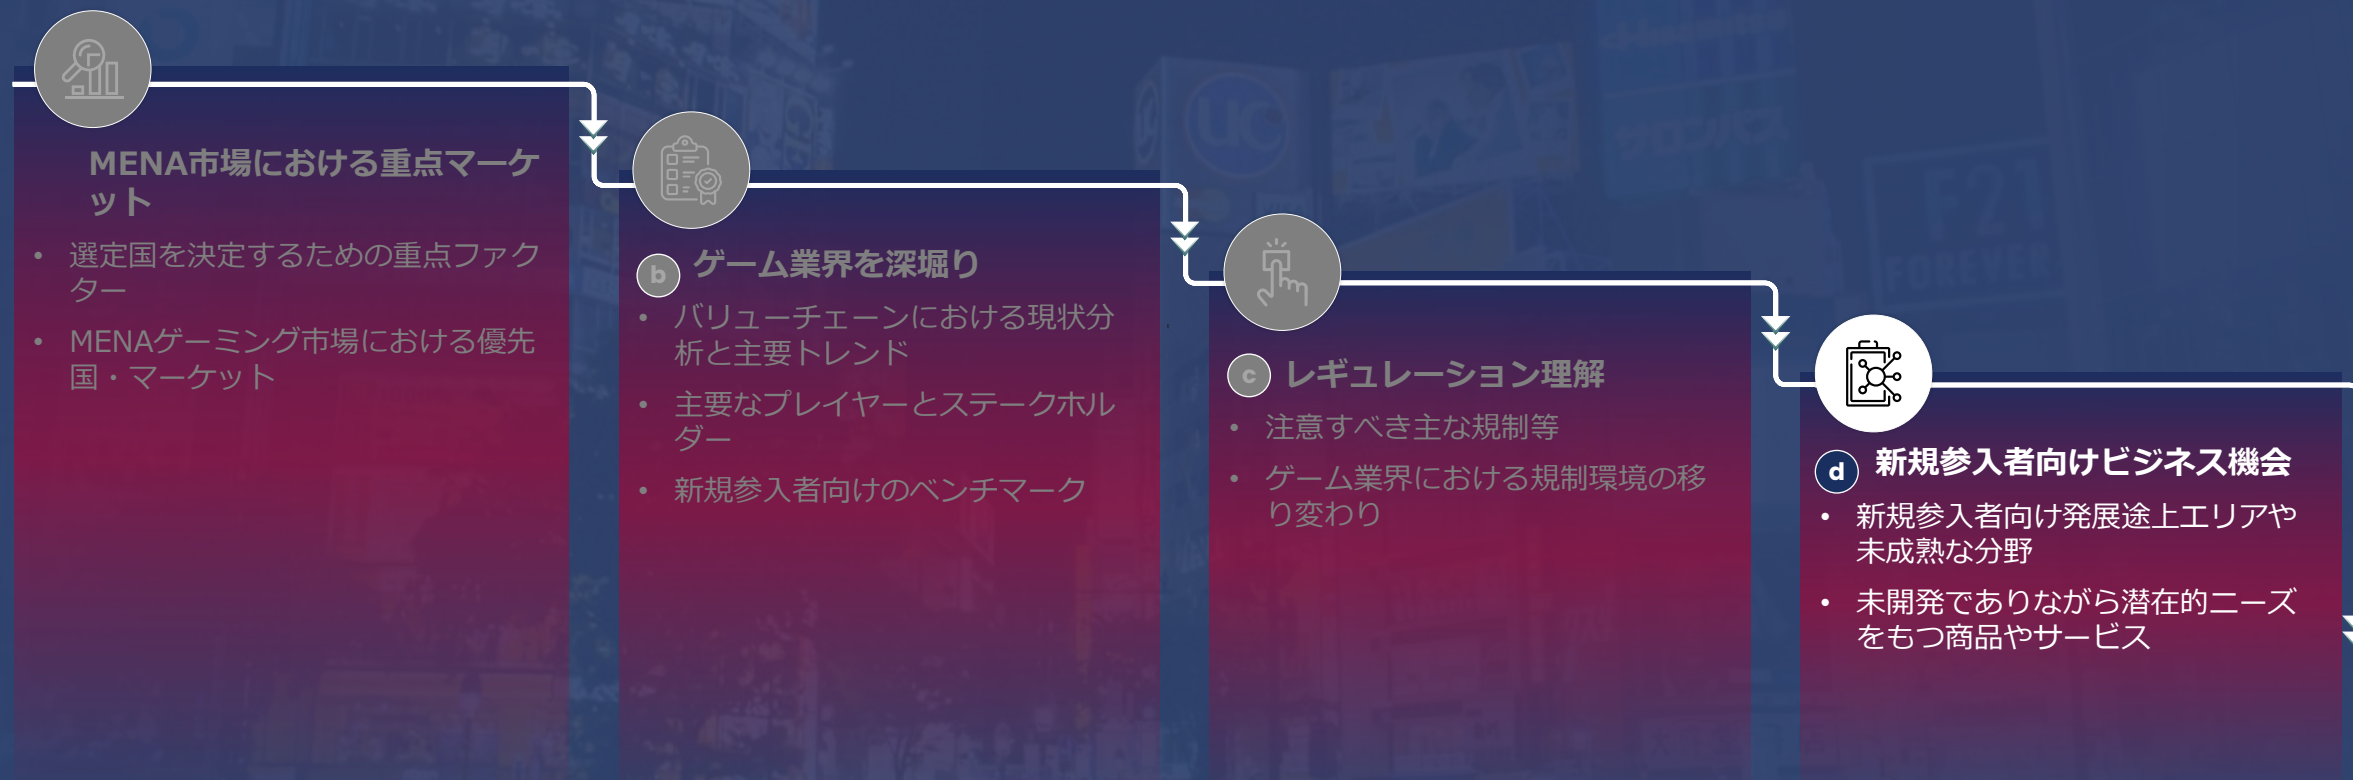 MENA市場における重点マーケ
ット
• 選定国を決定するための重点ファク
ター
• MENAゲーミング市場における優先
国・マーケット
b ゲーム業界を深堀り
• バリューチェーンにおける現状分
析と主要トレンド
• 主要なプレイヤーとステークホル
ダー
• 新規参入者向けのベンチマーク
c レギュレーション理解
• 注意すべき主な規制等
• ゲーム業界における規制環境の移
り変わり
d 新規参入者向けビジネス機会
• 新規参入者向け発展途上エリアや
未成熟な分野
• 未開発でありながら潜在的ニーズ
をもつ商品やサービス
UC
サロンパス
F21
FOREVER